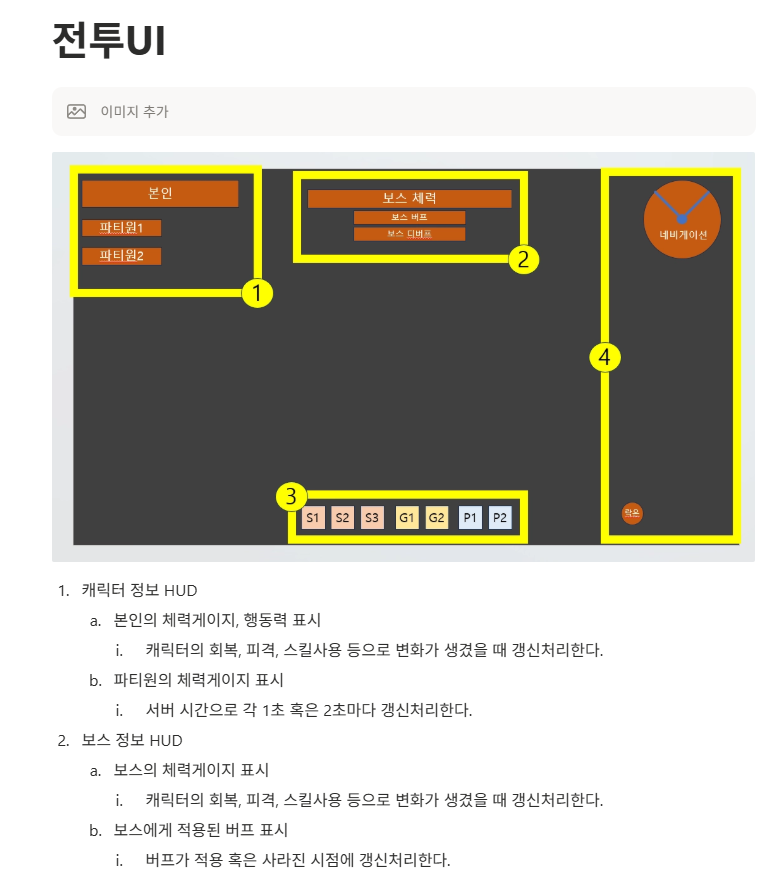 전투UI
이미지 추가
본인
파티원1
파티원2
1
보스 체력
보스 버프
보스 디버프
2
네비게이션
4
락온
3
S1 S2 S3 G1 G2 P1 P2
1. 캐릭터 정보 HUD
a. 본인의 체력게이지, 행동력 표시
i. 캐릭터의 회복, 피격, 스킬사용 등으로 변화가 생겼을 때 갱신처리한다.
b. 파티원의 체력게이지 표시
i. 서버 시간으로 각 1초 혹은 2초마다 갱신처리한다.
2. 보스 정보 HUD
a. 보스의 체력게이지 표시
i. 캐릭터의 회복, 피격, 스킬사용 등으로 변화가 생겼을 때 갱신처리한다.
b. 보스에게 적용된 버프 표시
i. 버프가 적용 혹은 사라진 시점에 갱신처리한다.